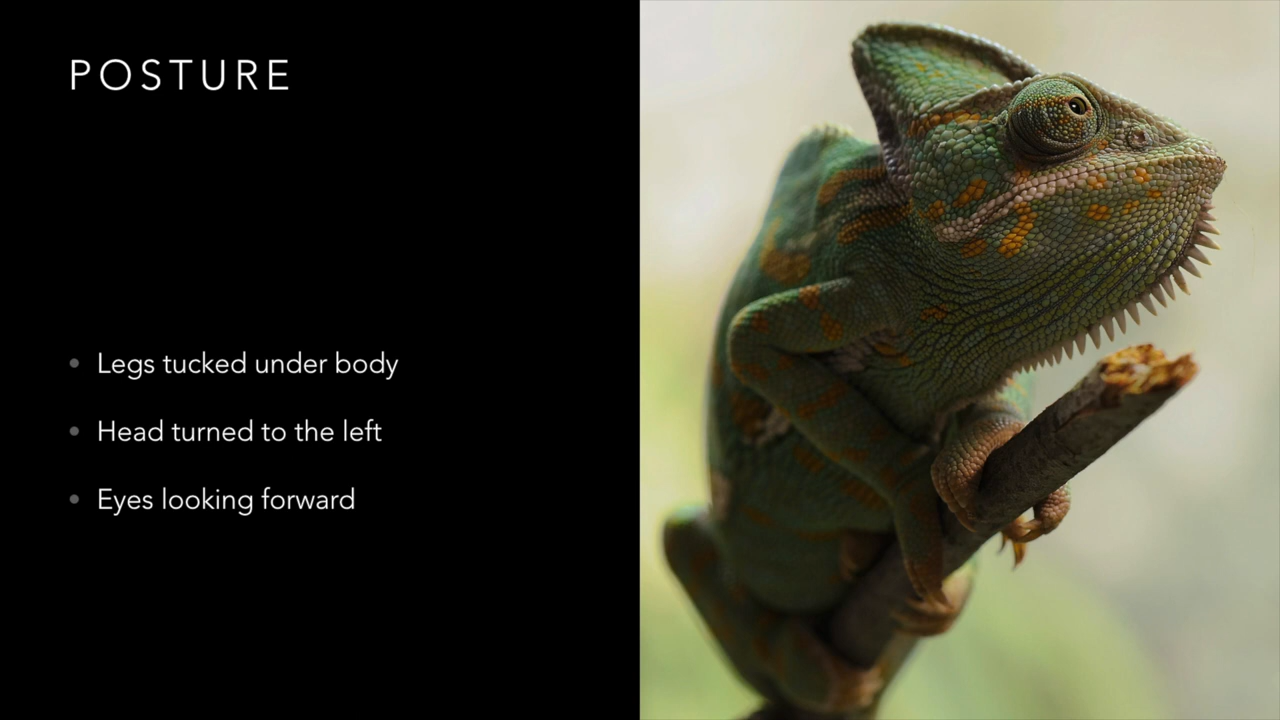 POSTURE
Legs tucked under body
Head turned to the left
Eyes looking forward